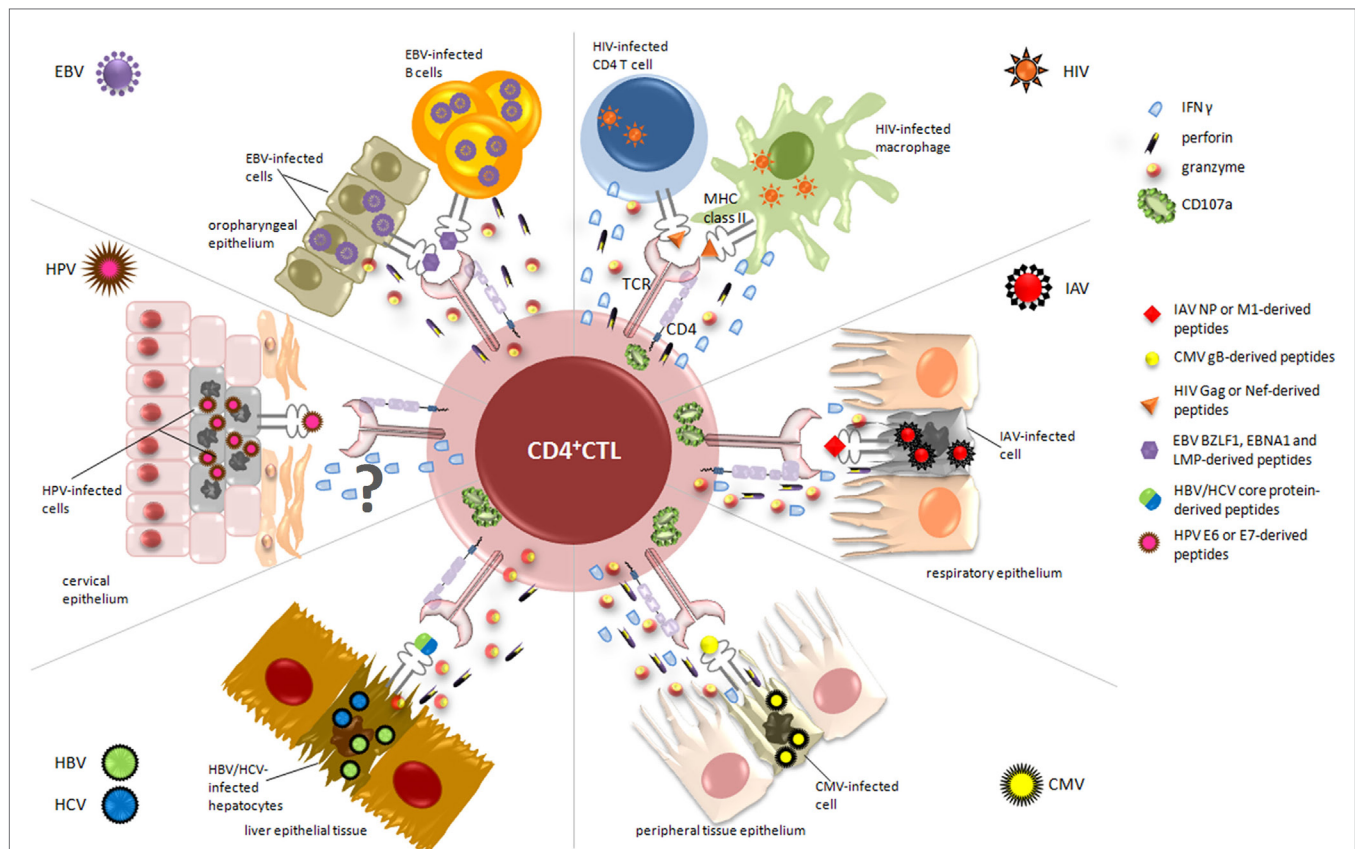 EBV
EBV-infected
B cells
EBV-infected
cells
oropharyngeal
epithelium
HIV-infected
CD4 T cell
HIV
HIV-infected
macrophage
MHC
class II
TCR
CD4
IFN γ
perforin
granzyme
CD107a
HPV
HPV-infected
cells
cervical
epithelium
?
CD4⁺CTL
IAV
IAV-infected
cell
respiratory epithelium
IAV NP or M1-derived
peptides
CMV gB-derived peptides
HIV Gag or Nef-derived
peptides
EBV BZLF1, EBNA1 and
LMP-derived peptides
HBV/HCV core protein-
derived peptides
HPV E6 or E7-derived
peptides
HBV
HCV
HBV/HCV-
infected
hepatocytes
liver epithelial tissue
CMV-infected
cell
peripheral tissue epithelium
CMV